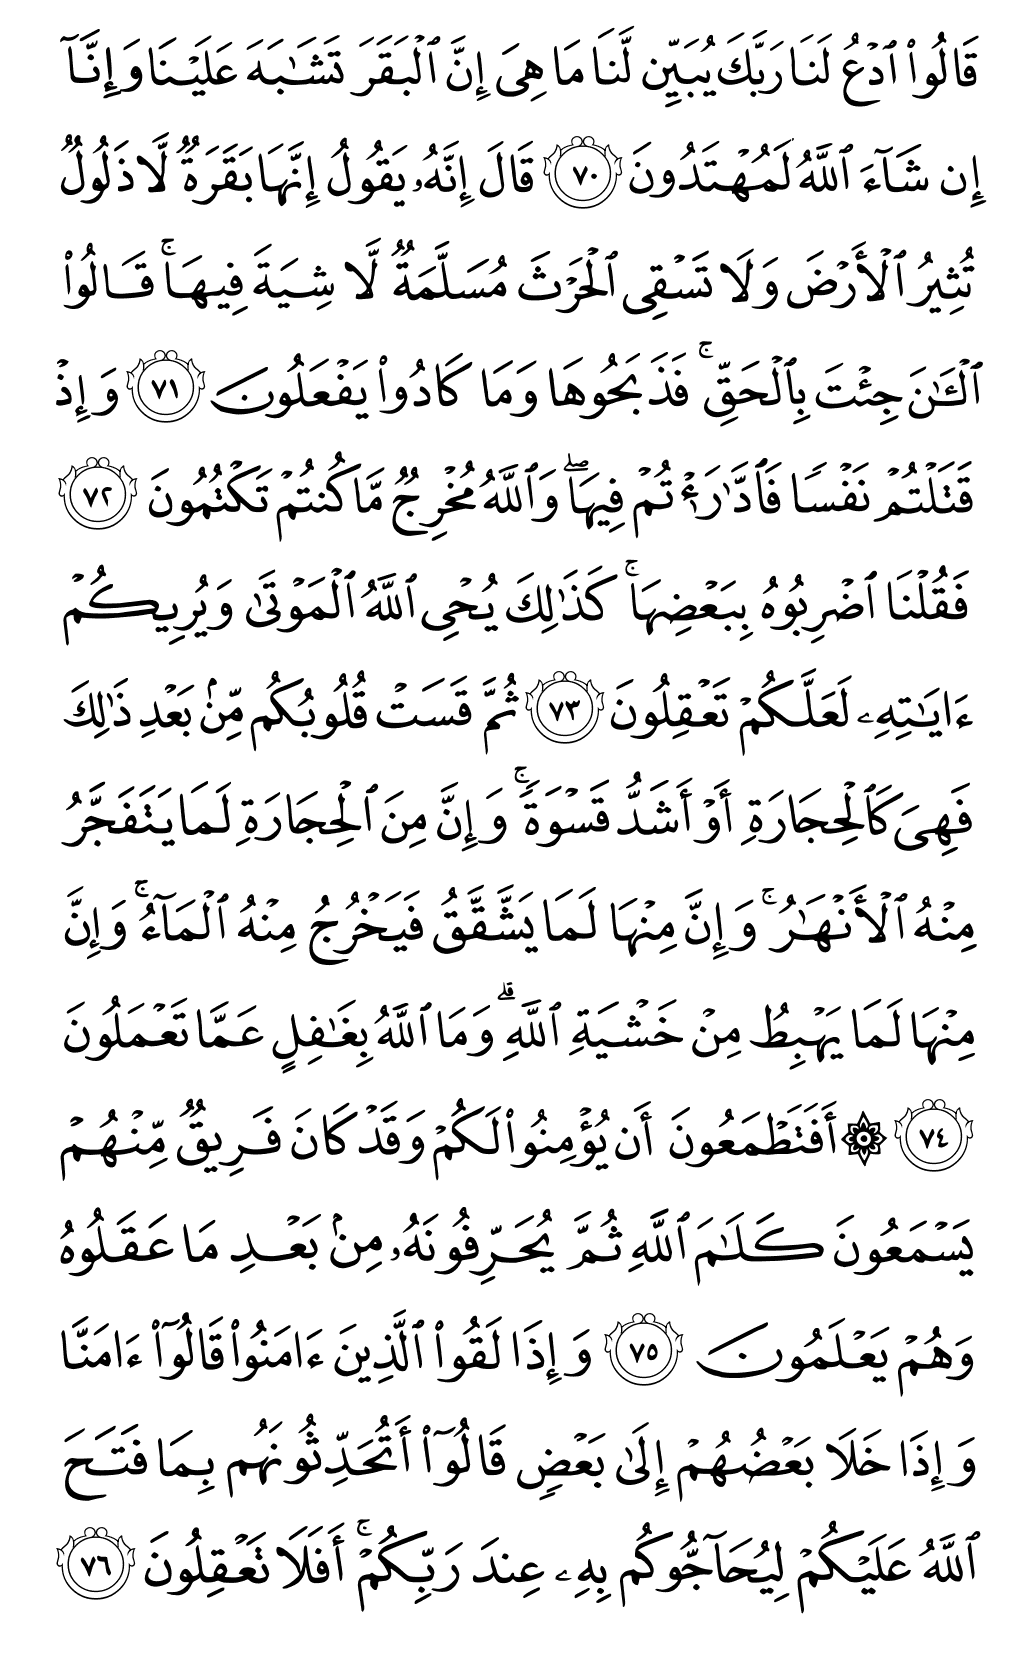 قَالُوا۟ ٱدْعُ لَنَا رَبَّكَ يُبَيِّن لَّنَا مَا هِىَ إِنَّ ٱلْبَقَرَ تَشَٰبَهَ عَلَيْنَا وَإِنَّآ
إِن شَآءَ ٱللَّهُ لَمُهْتَدُونَ ٧٠ قَالَ إِنَّهُۥ يَقُولُ إِنَّهَا بَقَرَةٌ لَّا ذَلُولٌ
تُثِيرُ ٱلْأَرْضَ وَلَا تَسْقِى ٱلْحَرْثَ مُسَلَّمَةٌ لَّا شِيَةَ فِيهَا ۚ قَالُوا۟
ٱلْـَٰٔنَ جِئْتَ بِٱلْحَقِّ ۚ فَذَبَحُوهَا وَمَا كَادُوا۟ يَفْعَلُونَ ٧١ وَإِذْ
قَتَلْتُمْ نَفْسًا فَٱدَّٰرَْٰٔتُمْ فِيهَا ۖ وَٱللَّهُ مُخْرِجٌ مَّا كُنتُمْ تَكْتُمُونَ ٧٢
فَقُلْنَا ٱضْرِبُوهُ بِبَعْضِهَا ۚ كَذَٰلِكَ يُحْىِ ٱللَّهُ ٱلْمَوْتَىٰ وَيُرِيكُمْ
ءَايَٰتِهِۦ لَعَلَّكُمْ تَعْقِلُونَ ٧٣ ثُمَّ قَسَتْ قُلُوبُكُم مِّنۢ بَعْدِ ذَٰلِكَ
فَهِىَ كَٱلْحِجَارَةِ أَوْ أَشَدُّ قَسْوَةً ۚ وَإِنَّ مِنَ ٱلْحِجَارَةِ لَمَا يَتَفَجَّرُ
مِنْهُ ٱلْأَنْهَٰرُ ۚ وَإِنَّ مِنْهَا لَمَا يَشَّقَّقُ فَيَخْرُجُ مِنْهُ ٱلْمَآءُ ۚ وَإِنَّ
مِنْهَا لَمَا يَهْبِطُ مِنْ خَشْيَةِ ٱللَّهِ ۗ وَمَا ٱللَّهُ بِغَٰفِلٍ عَمَّا تَعْمَلُونَ
٧٤ ۞ أَفَتَطْمَعُونَ أَن يُؤْمِنُوا۟ لَكُمْ وَقَدْ كَانَ فَرِيقٌ مِّنْهُمْ
يَسْمَعُونَ كَلَٰمَ ٱللَّهِ ثُمَّ يُحَرِّفُونَهُۥ مِنۢ بَعْدِ مَا عَقَلُوهُ
وَهُمْ يَعْلَمُونَ ٧٥ وَإِذَا لَقُوا۟ ٱلَّذِينَ ءَامَنُوا۟ قَالُوٓا۟ ءَامَنَّا
وَإِذَا خَلَا بَعْضُهُمْ إِلَىٰ بَعْضٍ قَالُوٓا۟ أَتُحَدِّثُونَهُم بِمَا فَتَحَ
ٱللَّهُ عَلَيْكُمْ لِيُحَآجُّوكُم بِهِۦ عِندَ رَبِّكُمْ ۚ أَفَلَا تَعْقِلُونَ ٧٦